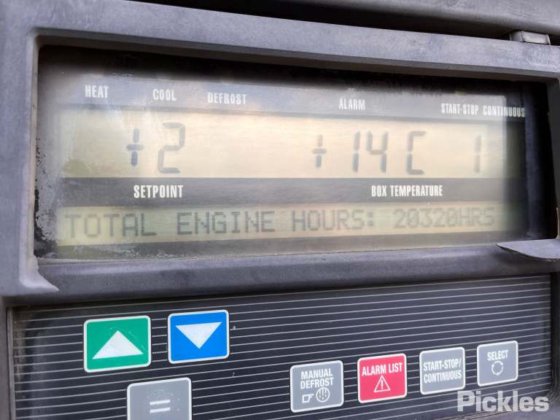 HEAT COOL DEFROST ALARM START-STOP CONTINUOUS
+2 +14 C 1
SETPOINT BOX TEMPERATURE
TOTAL ENGINE HOURS: 20320HRS
=
MANUAL DEFROST
ALARM LIST
START-STOP/ CONTINUOUS
SELECT
Pickles